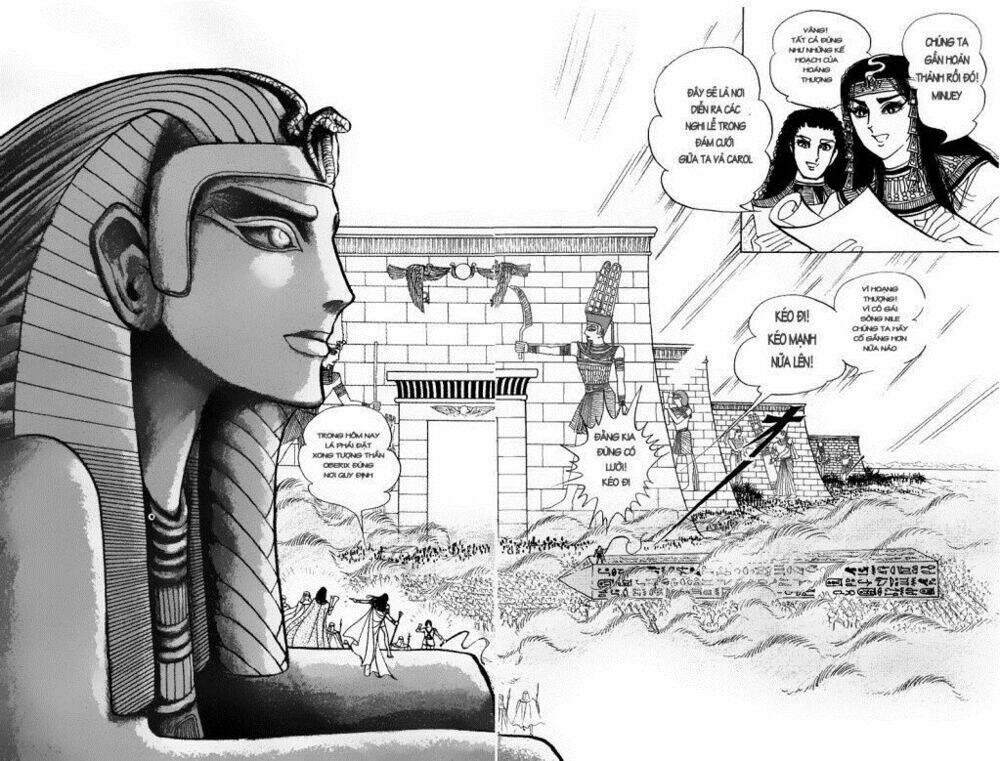 CHÚNG TA
GẦN HOÀN
THÀNH RỒI ĐÓ!
MINUEY
VÂNG!
TẤT CẢ ĐÚNG
NHƯ NHỮNG KẾ
HOẠCH CỦA
HOÀNG
THƯỢNG
ĐÂY SẼ LÀ NƠI
DIỄN RA CÁC
NGHI LỄ TRONG
ĐÁM CƯỚI
GIỮA TA VÀ CAROL
VÌ HOẠNG
THƯỢNG!
VÌ CÔ GÁI
SÔNG NILE
CHÚNG TA HÃY
CỐ GẮNG HƠN
NỮA NÀO
KÉO ĐI!
KÉO MẠNH
NỮA LÊN!
ĐẰNG KIA
ĐỪNG CÓ
LƯỜI!
KÉO ĐI
TRONG HÔM NAY
LÀ PHẢI ĐẶT
XONG TƯỢNG THẦN
OBERIX ĐÚNG
NƠI QUY ĐỊNH